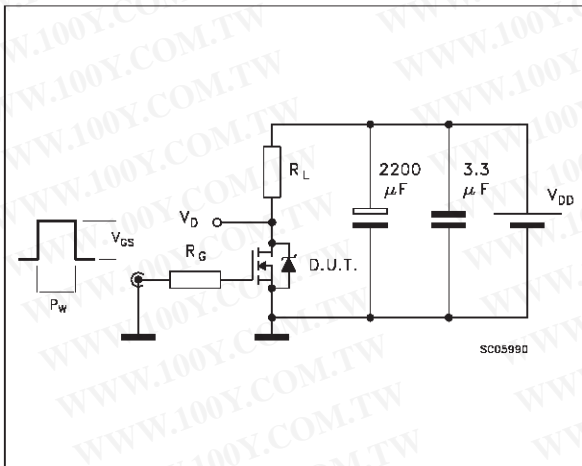 WWW.100Y.COM.TW
R_L
2200 μF
3.3 μF
V_DD
V_D
V_GS
R_G
D.U.T.
P_W
SC05990